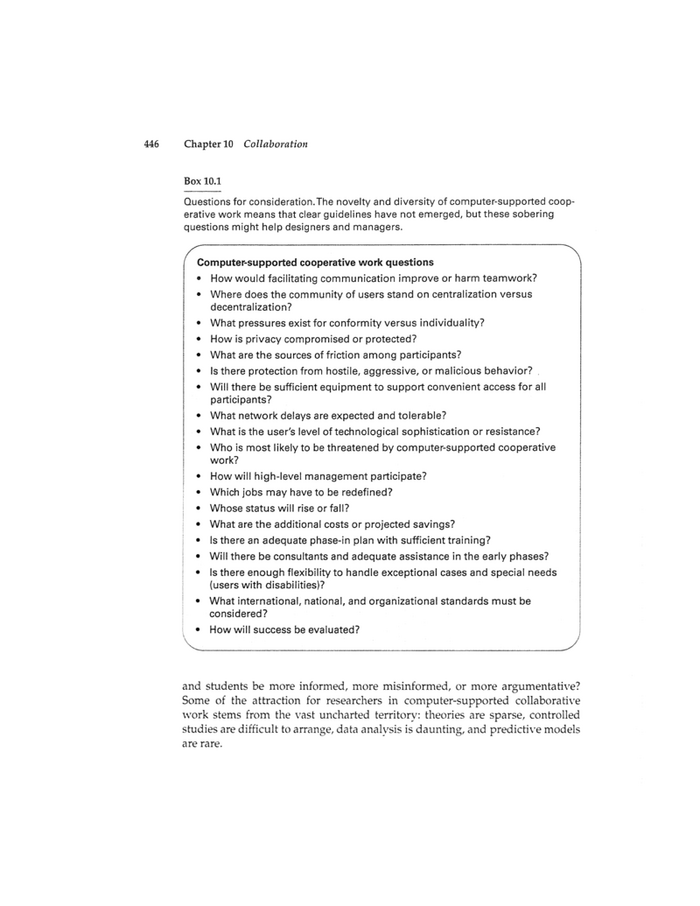 446 Chapter 10 Collaboration
Box 10.1
Questions for consideration.The novelty and diversity of computer-supported coop-
erative work means that clear guidelines have not emerged, but these sobering
questions might help designers and managers.
Computer-supported cooperative work questions
• How would facilitating communication improve or harm teamwork?
• Where does the community of users stand on centralization versus
decentralization?
• What pressures exist for conformity versus individuality?
• How is privacy compromised or protected?
• What are the sources of friction among participants?
• Is there protection from hostile, aggressive, or malicious behavior?
• Will there be sufficient equipment to support convenient access for all
participants?
• What network delays are expected and tolerable?
• What is the user's level of technological sophistication or resistance?
• Who is most likely to be threatened by computer-supported cooperative
work?
• How will high-level management participate?
• Which jobs may have to be redefined?
• Whose status will rise or fall?
• What are the additional costs or projected savings?
• Is there an adequate phase-in plan with sufficient training?
• Will there be consultants and adequate assistance in the early phases?
• Is there enough flexibility to handle exceptional cases and special needs
(users with disabilities)?
• What international, national, and organizational standards must be
considered?
• How will success be evaluated?
and students be more informed, more misinformed, or more argumentative?
Some of the attraction for researchers in computer-supported collaborative
work stems from the vast uncharted territory: theories are sparse, controlled
studies are difficult to arrange, data analysis is daunting, and predictive models
are rare.